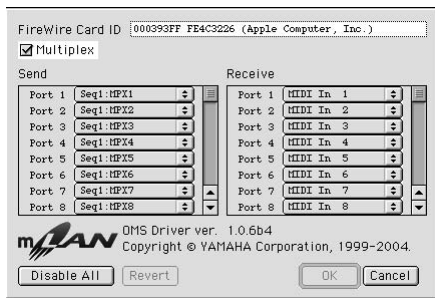 FireWire Card ID 000393FF FE4C3226 (Apple Computer, Inc.)
Multiplex
Send Receive
Port 1 Seq1:MPX1 Port 1 MIDI In 1
Port 2 Seq1:MPX2 Port 2 MIDI In 2
Port 3 Seq1:MPX3 Port 3 MIDI In 3
Port 4 Seq1:MPX4 Port 4 MIDI In 4
Port 5 Seq1:MPX5 Port 5 MIDI In 5
Port 6 Seq1:MPX6 Port 6 MIDI In 6
Port 7 Seq1:MPX7 Port 7 MIDI In 7
Port 8 Seq1:MPX8 Port 8 MIDI In 8
mLAN OMS Driver ver. 1.0.6b4
Copyright © YAMAHA Corporation, 1999-2004.
Disable All Revert OK Cancel